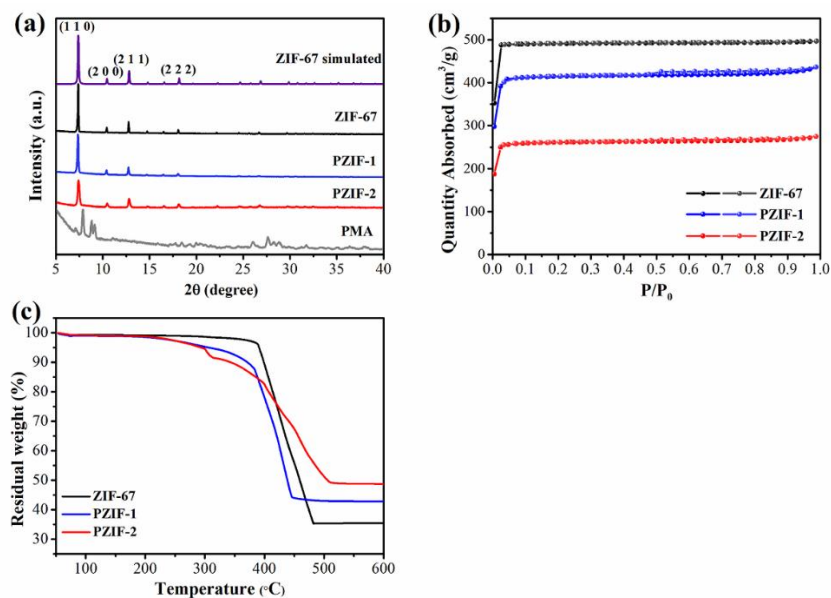 (a)
(1 1 0)
(2 0 0)
(2 1 1)
(2 2 2)
ZIF-67 simulated
ZIF-67
PZIF-1
PZIF-2
PMA
Intensity (a.u.)
5 10 15 20 25 30 35 40
2θ (degree)
(b)
500
400
300
200
100
0
Quantity Absorbed (cm³/g)
ZIF-67
PZIF-1
PZIF-2
0.0 0.1 0.2 0.3 0.4 0.5 0.6 0.7 0.8 0.9 1.0
P/P₀
(c)
100
90
80
70
60
50
40
30
Residual weight (%)
ZIF-67
PZIF-1
PZIF-2
100 200 300 400 500 600
Temperature (°C)